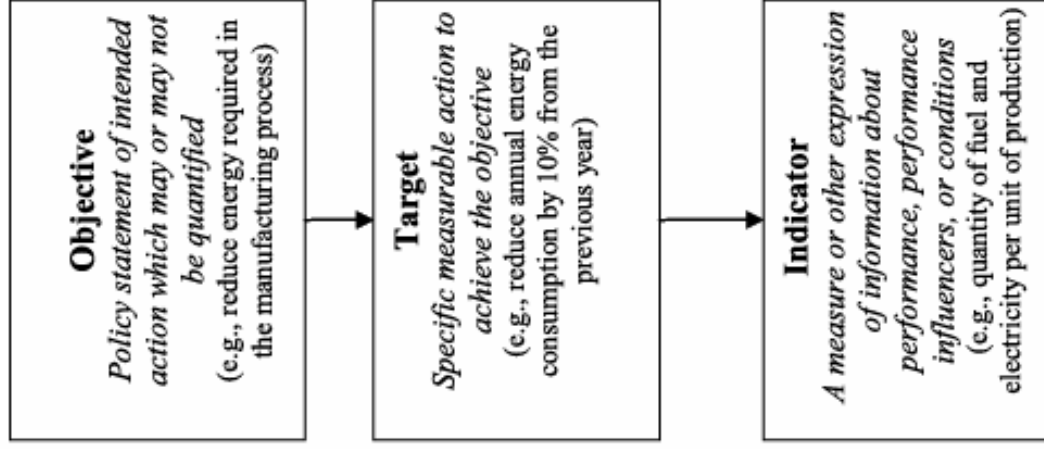 Objective
Policy statement of intended
action which may or may not
be quantified
(e.g., reduce energy required in
the manufacturing process)
Target
Specific measurable action to
achieve the objective
(e.g., reduce annual energy
consumption by 10% from the
previous year)
Indicator
A measure or other expression
of information about
performance, performance
influencers, or conditions
(e.g., quantity of fuel and
electricity per unit of production)